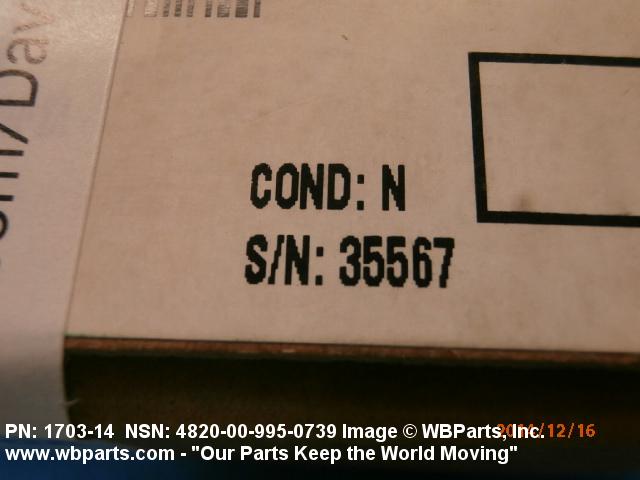 COND: N
S/N: 35567
PN: 1703-14 NSN: 4820-00-995-0739 Image © WBParts, Inc.
www.wbparts.com - "Our Parts Keep the World Moving"